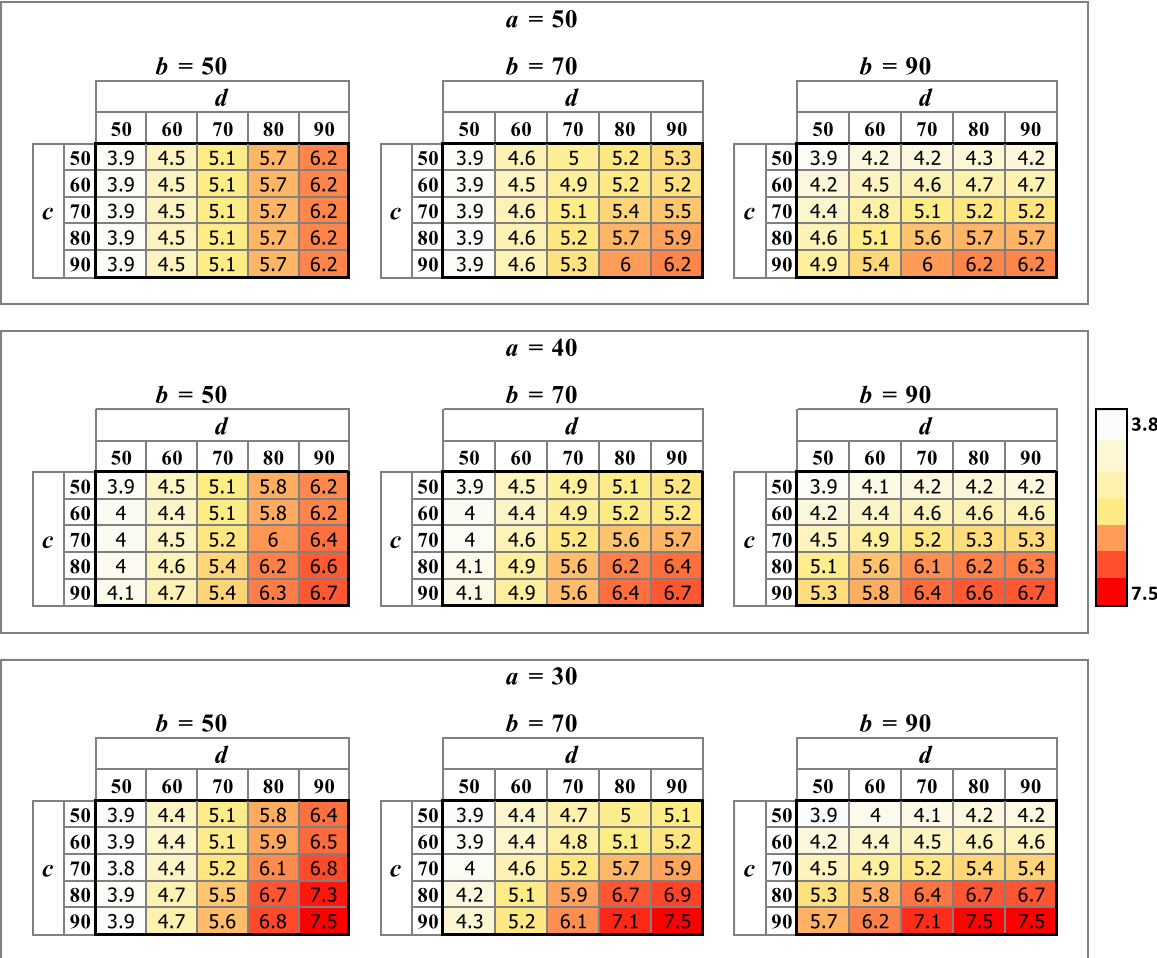 a = 50
b = 50 b = 70 b = 90
d d d
50 60 70 80 90 50 60 70 80 90 50 60 70 80 90
50 3.9 4.5 5.1 5.7 6.2 50 3.9 4.6 5 5.2 5.3 50 3.9 4.2 4.2 4.3 4.2
60 3.9 4.5 5.1 5.7 6.2 60 3.9 4.5 4.9 5.2 5.2 60 4.2 4.5 4.6 4.7 4.7
c 70 3.9 4.5 5.1 5.7 6.2 c 70 3.9 4.6 5.1 5.4 5.5 c 70 4.4 4.8 5.1 5.2 5.2
80 3.9 4.5 5.1 5.7 6.2 80 3.9 4.6 5.2 5.7 5.9 80 4.6 5.1 5.6 5.7 5.7
90 3.9 4.5 5.1 5.7 6.2 90 3.9 4.6 5.3 6 6.2 90 4.9 5.4 6 6.2 6.2
a = 40
b = 50 b = 70 b = 90
d d d
3.8
50 60 70 80 90 50 60 70 80 90 50 60 70 80 90
50 3.9 4.5 5.1 5.8 6.2 50 3.9 4.5 4.9 5.1 5.2 50 3.9 4.1 4.2 4.2 4.2
60 4 4.4 5.1 5.8 6.2 60 4 4.4 4.9 5.2 5.2 60 4.2 4.4 4.6 4.6 4.6
c 70 4 4.5 5.2 6 6.4 c 70 4 4.6 5.2 5.6 5.7 c 70 4.5 4.9 5.2 5.3 5.3
80 4 4.6 5.4 6.2 6.6 80 4.1 4.9 5.6 6.2 6.4 80 5.1 5.6 6.1 6.2 6.3
90 4.1 4.7 5.4 6.3 6.7 90 4.1 4.9 5.6 6.4 6.7 90 5.3 5.8 6.4 6.6 6.7
7.5
a = 30
b = 50 b = 70 b = 90
d d d
50 60 70 80 90 50 60 70 80 90 50 60 70 80 90
50 3.9 4.4 5.1 5.8 6.4 50 3.9 4.4 4.7 5 5.1 50 3.9 4 4.1 4.2 4.2
60 3.9 4.4 5.1 5.9 6.5 60 3.9 4.4 4.8 5.1 5.2 60 4.2 4.4 4.5 4.6 4.6
c 70 3.8 4.4 5.2 6.1 6.8 c 70 4 4.6 5.2 5.7 5.9 c 70 4.5 4.9 5.2 5.4 5.4
80 3.9 4.7 5.5 6.7 7.3 80 4.2 5.1 5.9 6.7 6.9 80 5.3 5.8 6.4 6.7 6.7
90 3.9 4.7 5.6 6.8 7.5 90 4.3 5.2 6.1 7.1 7.5 90 5.7 6.2 7.1 7.5 7.5